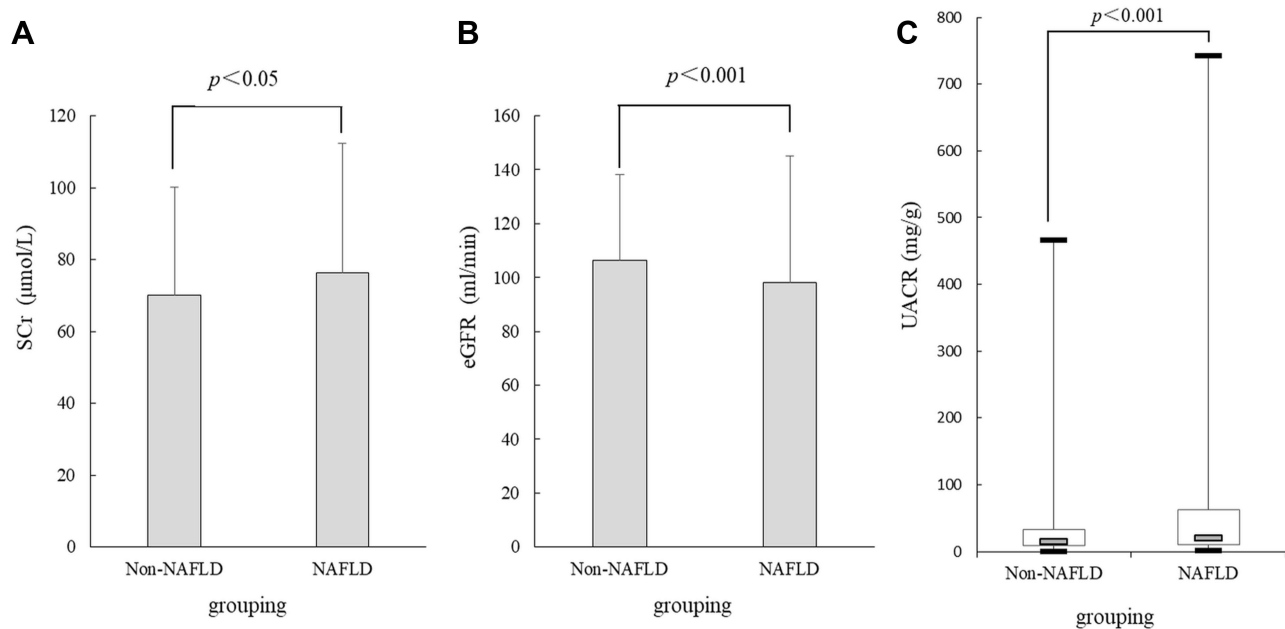 A
p＜0.05
SCr (μmol/L)
120
100
80
60
40
20
0
Non-NAFLD NAFLD
grouping
B
p＜0.001
eGFR (ml/min)
160
140
120
100
80
60
40
20
0
Non-NAFLD NAFLD
grouping
C
p＜0.001
UACR (mg/g)
800
700
600
500
400
300
200
100
0
Non-NAFLD NAFLD
grouping